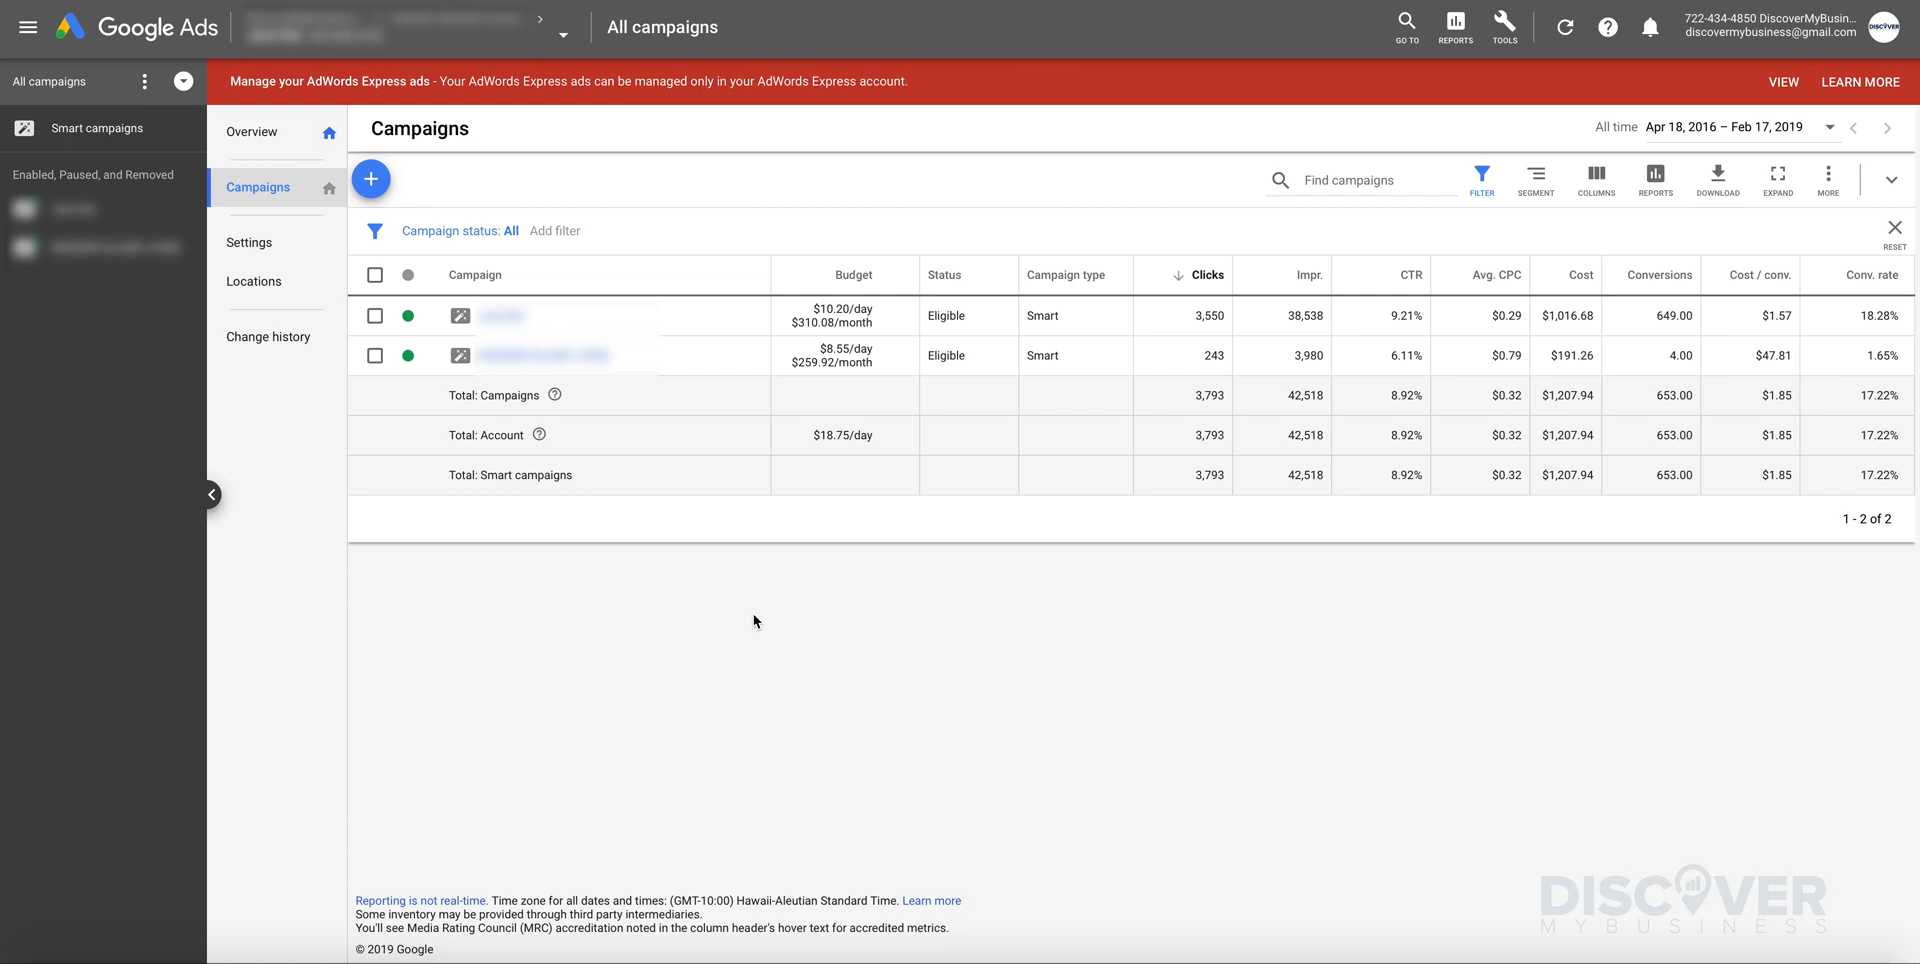 Google Ads
All campaigns
GO TO
REPORTS
TOOLS
722-434-4850 DiscoverMyBusin...
discovermybusiness@gmail.com
DISCOVER
All campaigns
Manage your AdWords Express ads - Your AdWords Express ads can be managed only in your AdWords Express account.
VIEW
LEARN MORE
Smart campaigns
Enabled, Paused, and Removed
Overview
Campaigns
Settings
Locations
Change history
Campaigns
All time Apr 18, 2016 – Feb 17, 2019
Find campaigns
FILTER
SEGMENT
COLUMNS
REPORTS
DOWNLOAD
EXPAND
MORE
Campaign status: All Add filter
RESET
Campaign Budget Status Campaign type Clicks Impr. CTR Avg. CPC Cost Conversions Cost / conv. Conv. rate
$10.20/day
$310.08/month
Eligible Smart 3,550 38,538 9.21% $0.29 $1,016.68 649.00 $1.57 18.28%
$8.55/day
$259.92/month
Eligible Smart 243 3,980 6.11% $0.79 $191.26 4.00 $47.81 1.65%
Total: Campaigns 3,793 42,518 8.92% $0.32 $1,207.94 653.00 $1.85 17.22%
Total: Account $18.75/day 3,793 42,518 8.92% $0.32 $1,207.94 653.00 $1.85 17.22%
Total: Smart campaigns 3,793 42,518 8.92% $0.32 $1,207.94 653.00 $1.85 17.22%
1 - 2 of 2
Reporting is not real-time. Time zone for all dates and times: (GMT-10:00) Hawaii-Aleutian Standard Time. Learn more
Some inventory may be provided through third party intermediaries.
You'll see Media Rating Council (MRC) accreditation noted in the column header's hover text for accredited metrics.
© 2019 Google
DISCOVER
MYBUSINESS